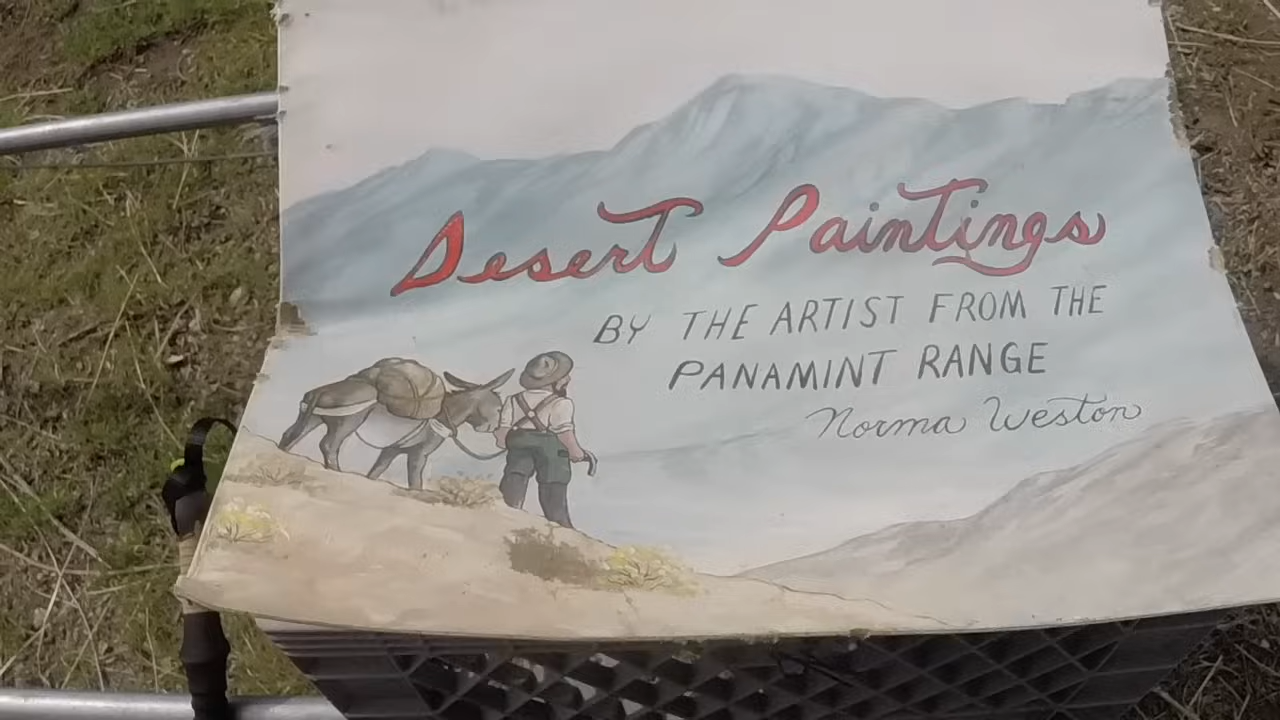 Desert Paintings
BY THE ARTIST FROM THE
PANAMINT RANGE
Norma Weston